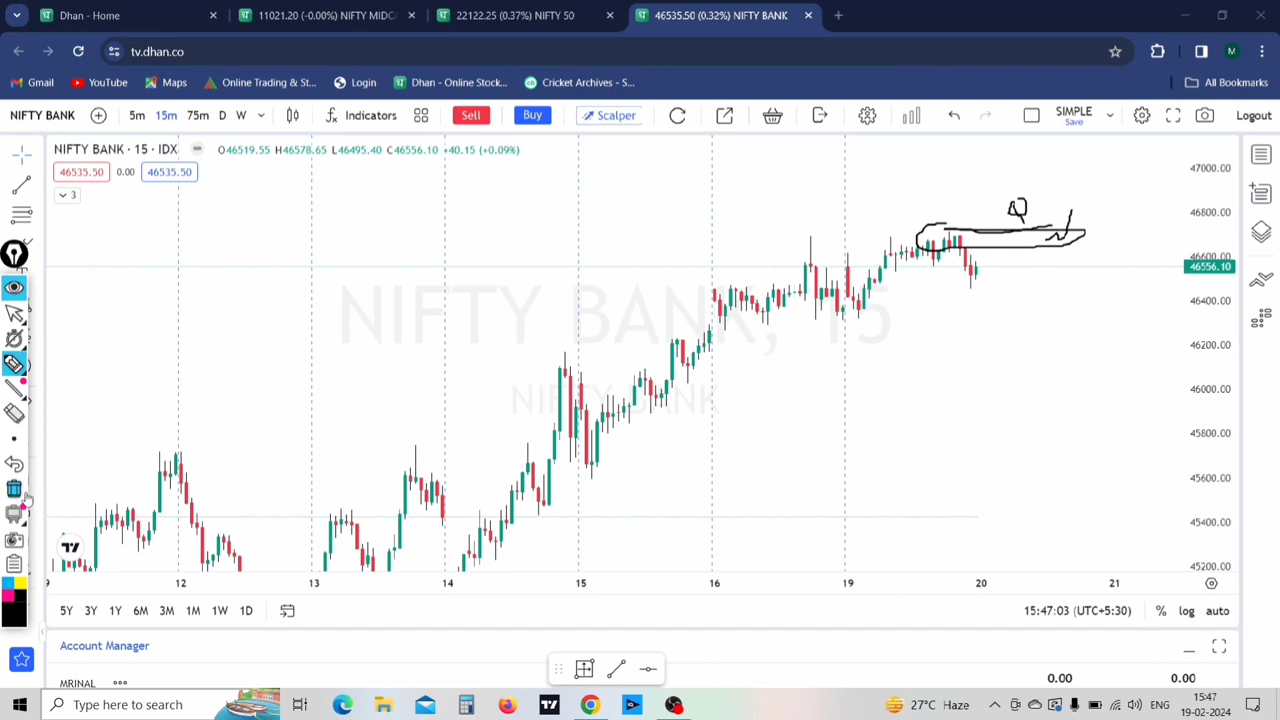 Dhan - Home
11021.20 (-0.00%) NIFTY MIDC
22122.25 (0.37%) NIFTY 50
46535.50 (0.32%) NIFTY BANK
tv.dhan.co
M
Gmail
YouTube
Maps
Online Trading & St...
Login
Dhan - Online Stock...
Cricket Archives - S...
All Bookmarks
NIFTY BANK
5m 15m 75m D W
Indicators
Sell
Buy
Scalper
SIMPLE
Save
Logout
NIFTY BANK · 15 · IDX
O46519.55 H46578.65 L46495.40 C46556.10 +40.15 (+0.09%)
46535.50 0.00 46535.50
3
NIFTY BANK, 15
NIFTY BANK
47000.00
46800.00
46600.00
46556.10
46400.00
46200.00
46000.00
45800.00
45600.00
45400.00
45200.00
9 12 13 14 15 16 19 20 21
5Y 3Y 1Y 6M 3M 1M 1W 1D
15:47:03 (UTC+5:30) % log auto
Account Manager
MRINAL
0.00 0.00
Type here to search
27°C Haze
ENG
15:47
19-02-2024